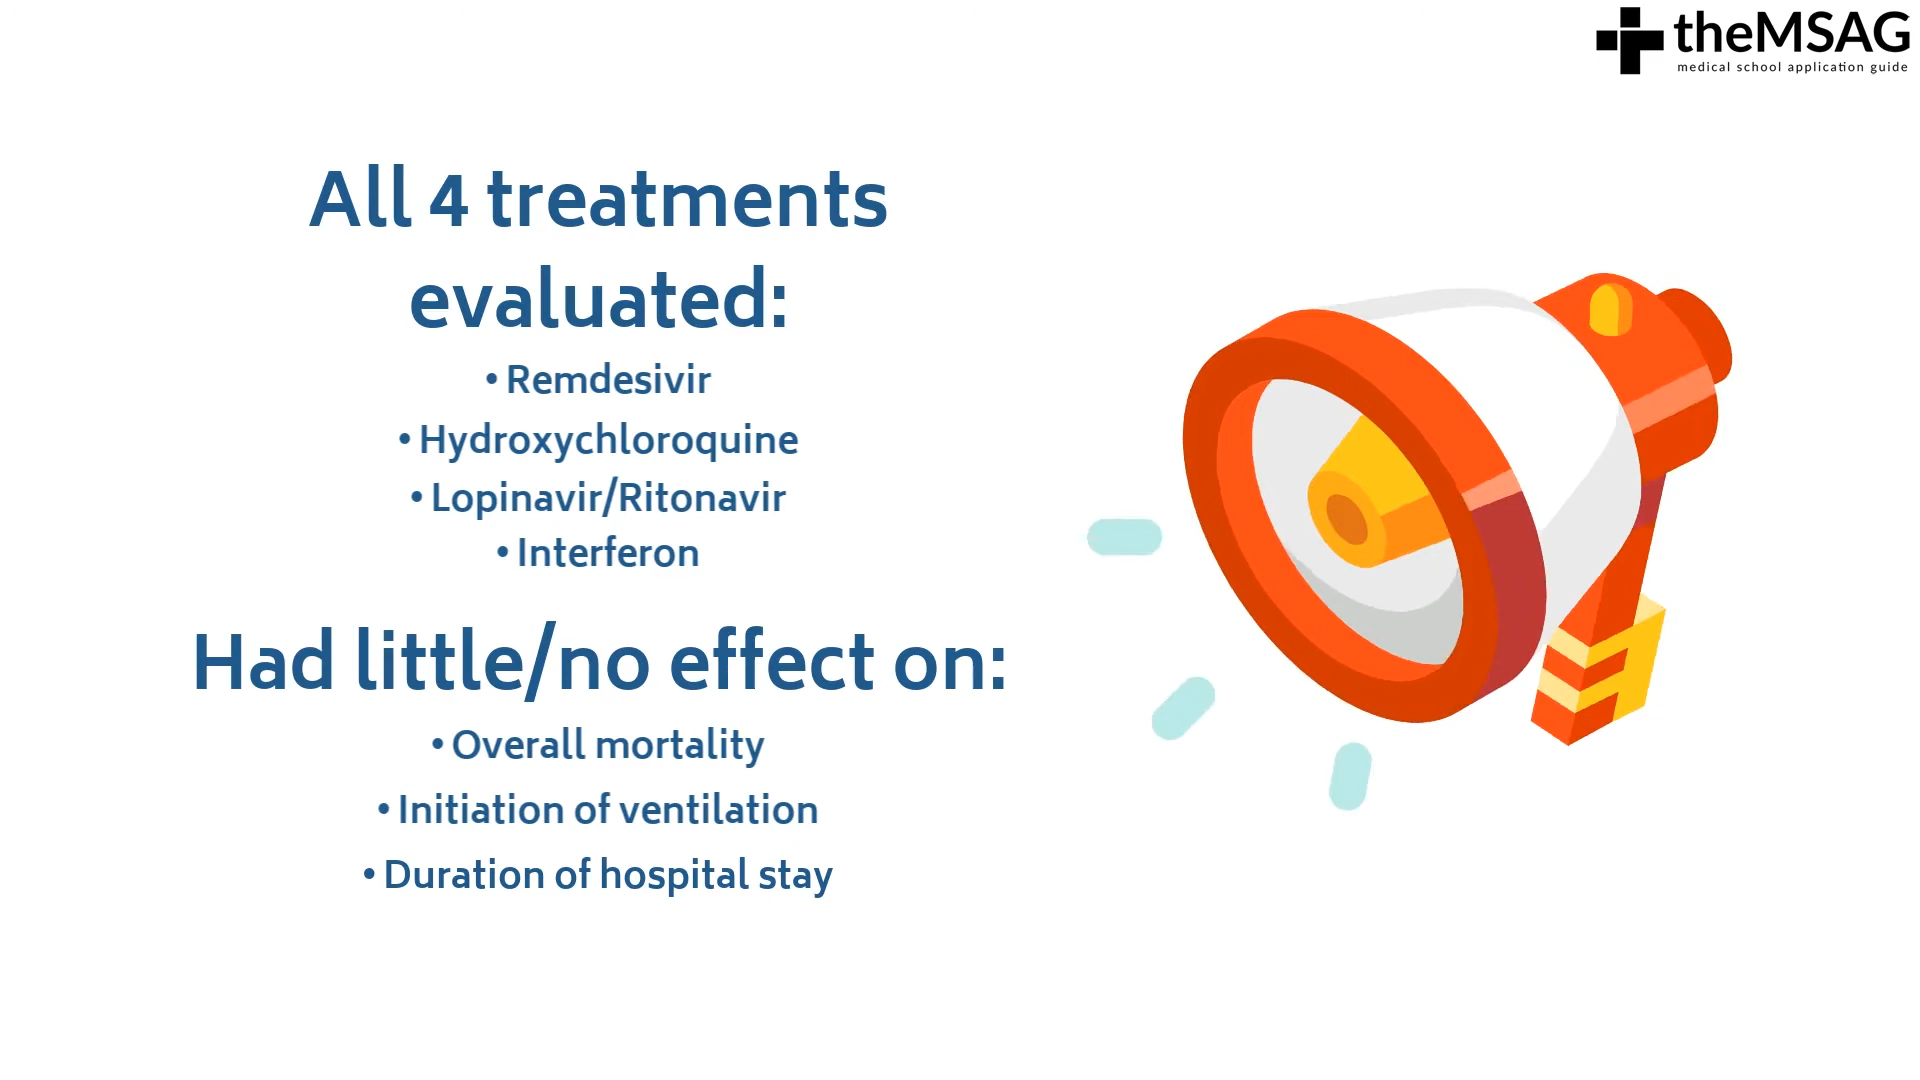 theMSAG
medical school application guide
All 4 treatments
evaluated:
• Remdesivir
• Hydroxychloroquine
• Lopinavir/Ritonavir
• Interferon
Had little/no effect on:
• Overall mortality
• Initiation of ventilation
• Duration of hospital stay